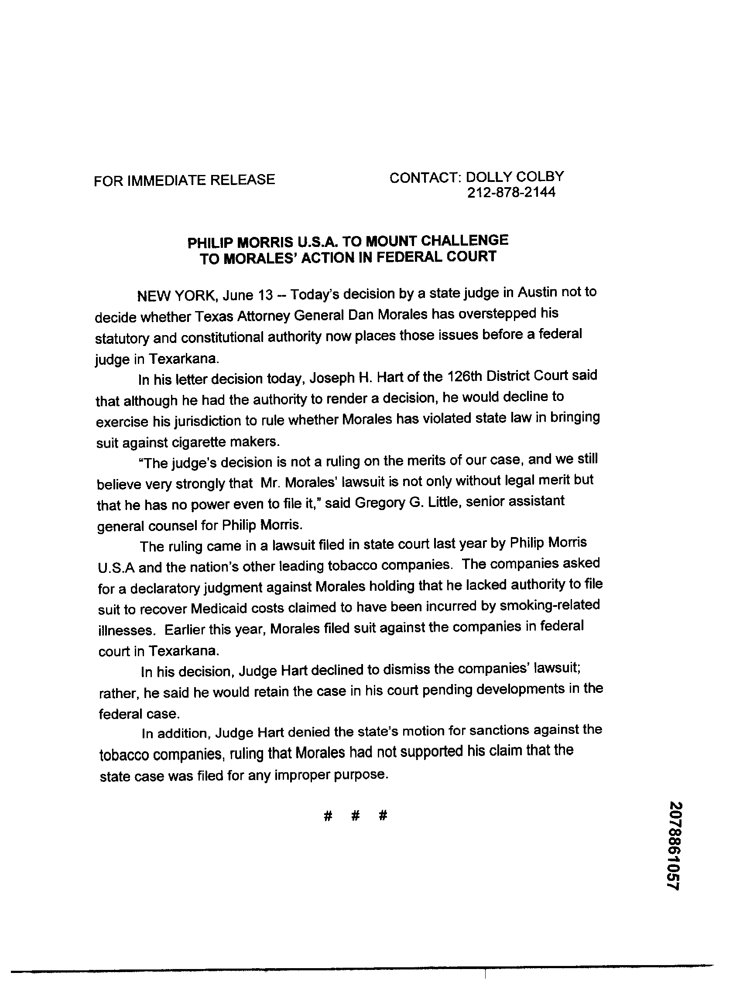 FOR IMMEDIATE RELEASE
CONTACT: DOLLY COLBY
212-878-2144
PHILIP MORRIS U.S.A. TO MOUNT CHALLENGE
TO MORALES' ACTION IN FEDERAL COURT
NEW YORK, June 13 -- Today's decision by a state judge in Austin not to
decide whether Texas Attorney General Dan Morales has overstepped his
statutory and constitutional authority now places those issues before a federal
judge in Texarkana.
In his letter decision today, Joseph H. Hart of the 126th District Court said
that although he had the authority to render a decision, he would decline to
exercise his jurisdiction to rule whether Morales has violated state law in bringing
suit against cigarette makers.
"The judge's decision is not a ruling on the merits of our case, and we still
believe very strongly that Mr. Morales' lawsuit is not only without legal merit but
that he has no power even to file it," said Gregory G. Little, senior assistant
general counsel for Philip Morris.
The ruling came in a lawsuit filed in state court last year by Philip Morris
U.S.A and the nation's other leading tobacco companies. The companies asked
for a declaratory judgment against Morales holding that he lacked authority to file
suit to recover Medicaid costs claimed to have been incurred by smoking-related
illnesses. Earlier this year, Morales filed suit against the companies in federal
court in Texarkana.
In his decision, Judge Hart declined to dismiss the companies' lawsuit;
rather, he said he would retain the case in his court pending developments in the
federal case.
In addition, Judge Hart denied the state's motion for sanctions against the
tobacco companies, ruling that Morales had not supported his claim that the
state case was filed for any improper purpose.
# # #
2078861057